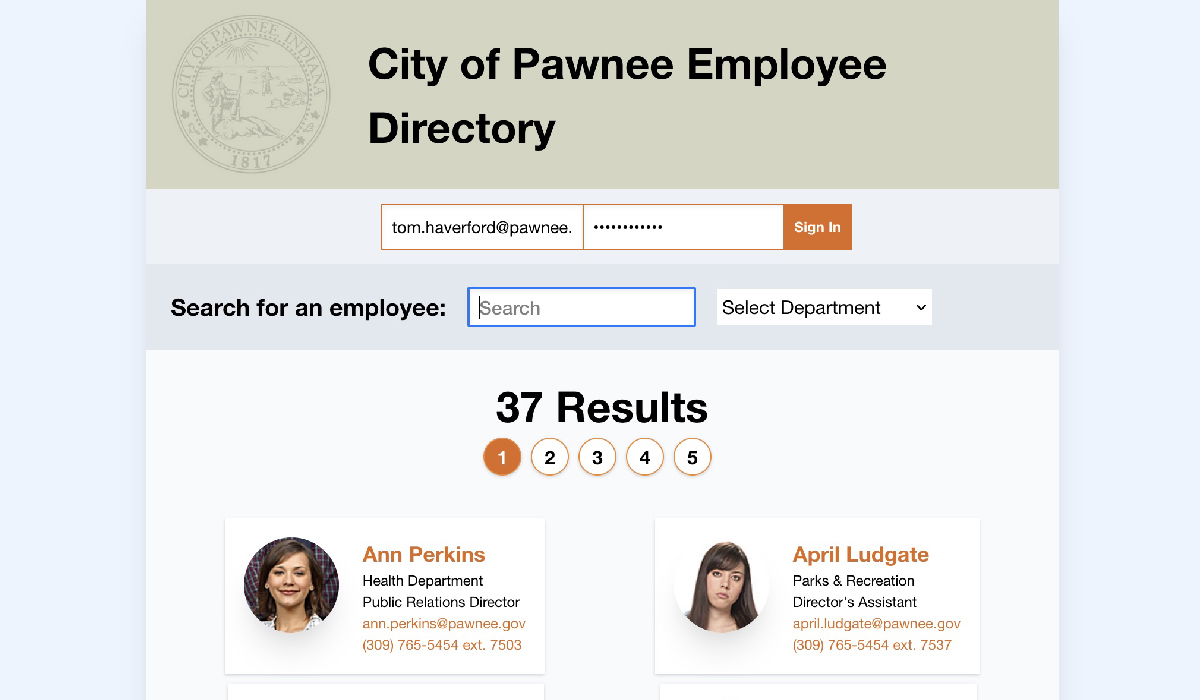 CITY OF PAWNEE, INDIANA
1817
City of Pawnee Employee
Directory
tom.haverford@pawnee.
••••••••••••
Sign In
Search for an employee:
Search
Select Department
37 Results
1 2 3 4 5
Ann Perkins
Health Department
Public Relations Director
ann.perkins@pawnee.gov
(309) 765-5454 ext. 7503
April Ludgate
Parks & Recreation
Director's Assistant
april.ludgate@pawnee.gov
(309) 765-5454 ext. 7537